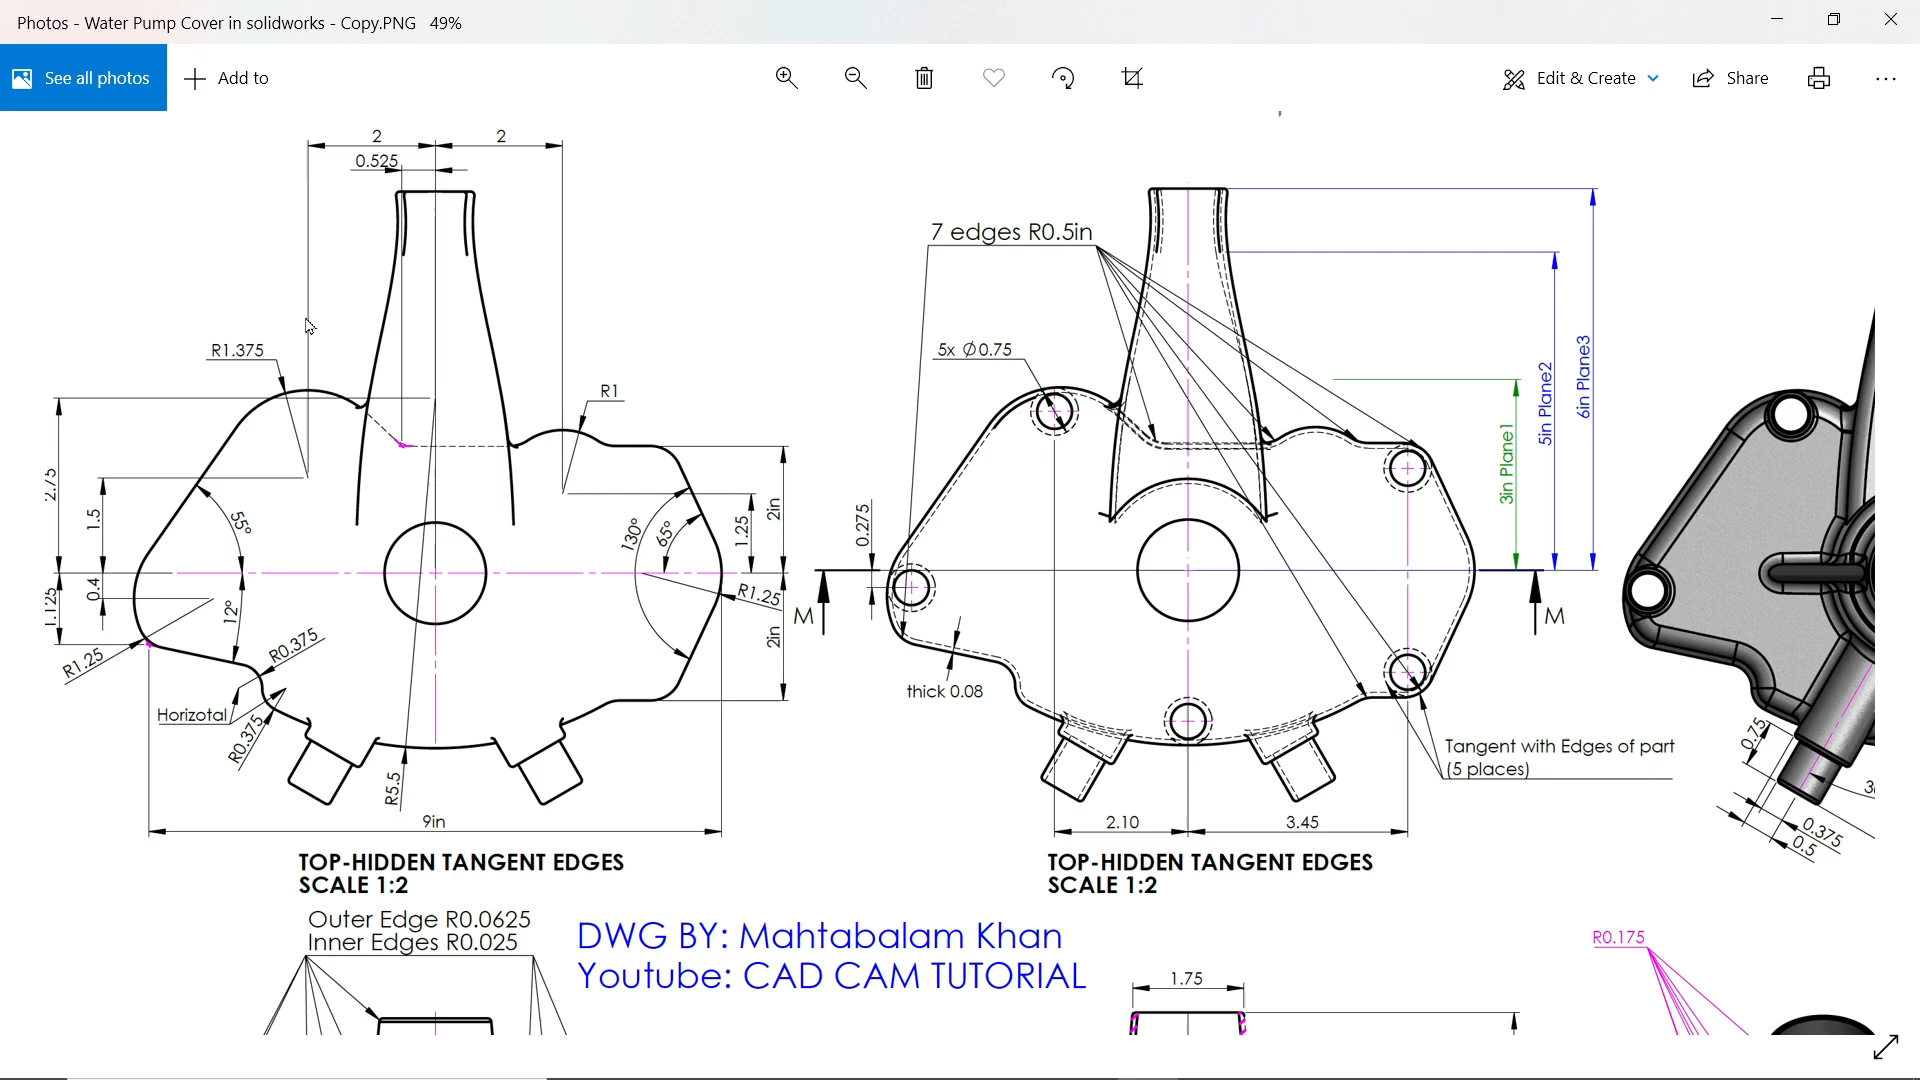 Photos - Water Pump Cover in solidworks - Copy.PNG   49%
See all photos
Add to
Edit & Create
Share
2
2
0.525
R1.375
R1
2.75
1.5
0.4
1.125
55°
12°
130°
65°
1.25
2in
2in
R1.25
R1.25
R0.375
Horizotal
R0.375
R5.5
9in
TOP-HIDDEN TANGENT EDGES
SCALE 1:2
7 edges R0.5in
5x Ø0.75
0.275
M
M
thick 0.08
3in Plane1
5in Plane2
6in Plane3
Tangent with Edges of part
(5 places)
2.10
3.45
TOP-HIDDEN TANGENT EDGES
SCALE 1:2
0.75
0.375
0.5
Outer Edge R0.0625
Inner Edges R0.025
DWG BY: Mahtabalam Khan
Youtube: CAD CAM TUTORIAL
1.75
R0.175